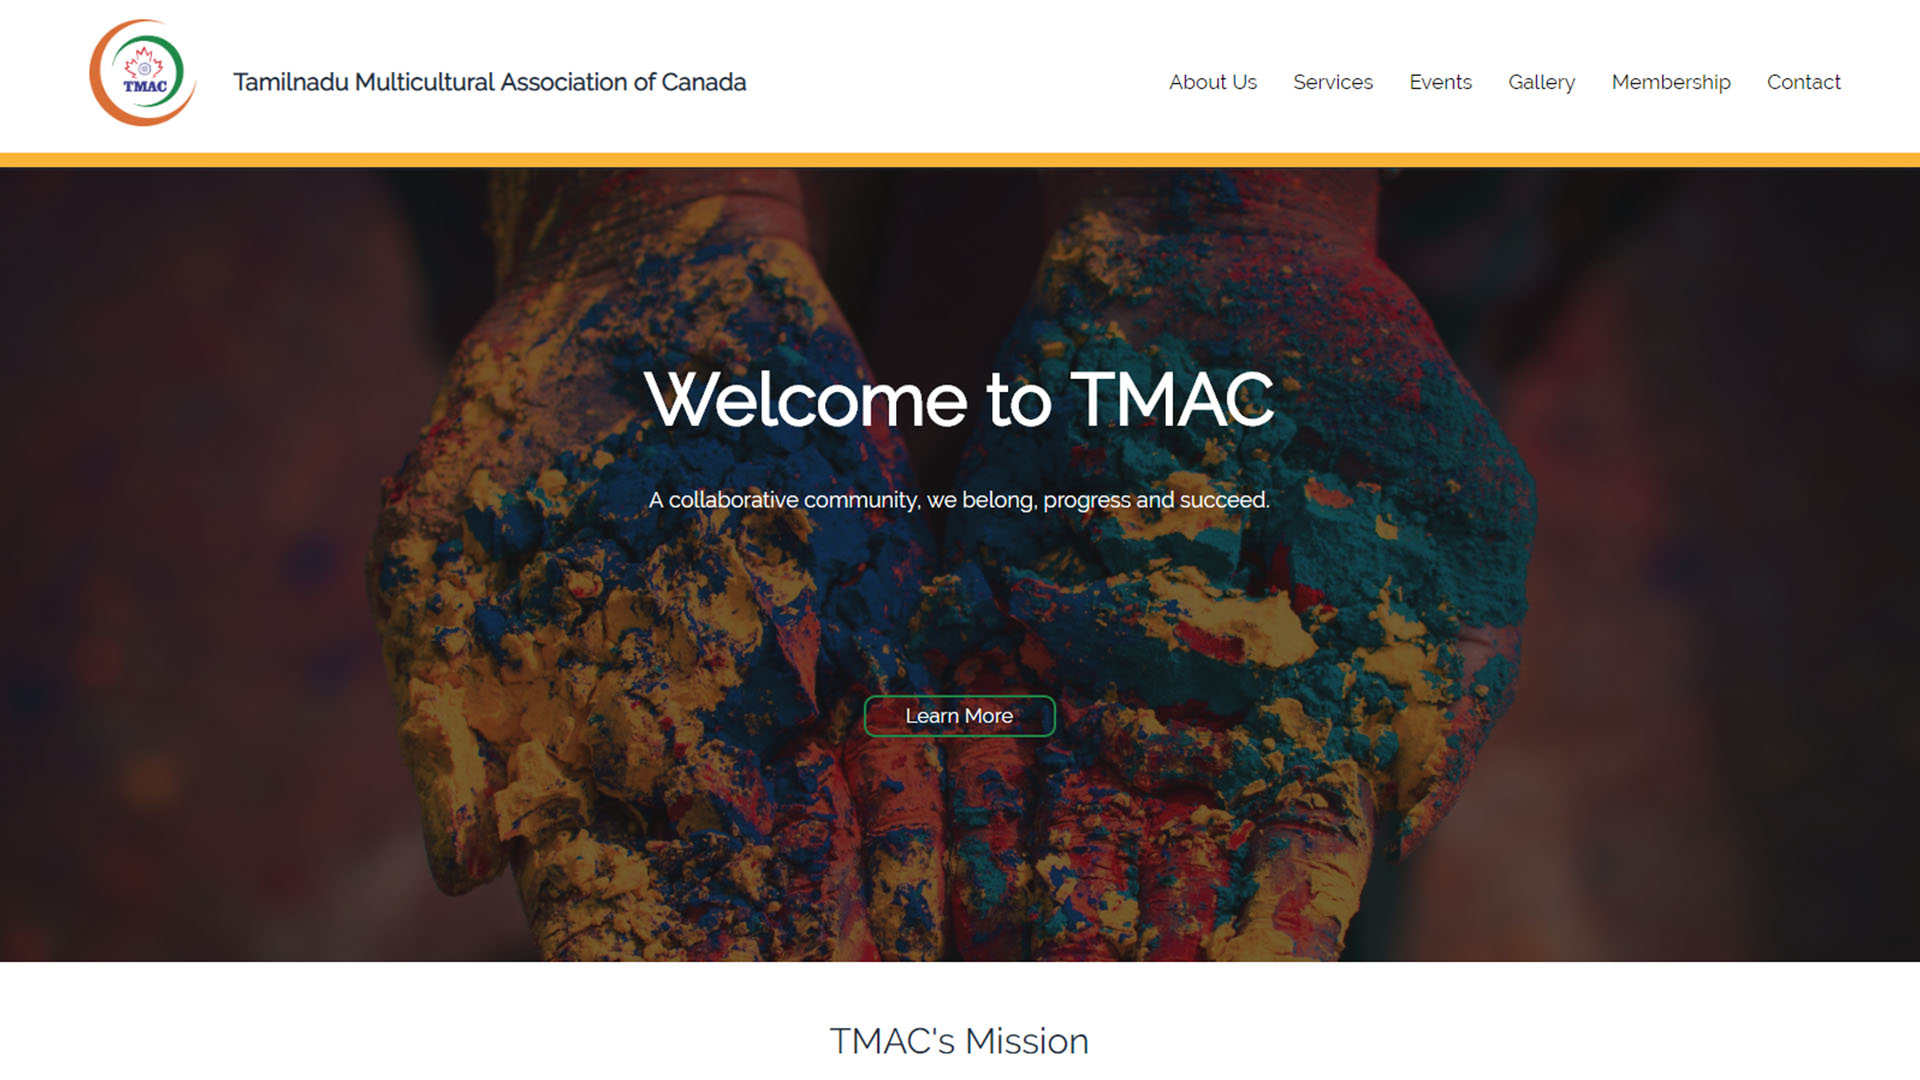 TMAC
Tamilnadu Multicultural Association of Canada
About Us
Services
Events
Gallery
Membership
Contact
Welcome to TMAC
A collaborative community, we belong, progress and succeed.
Learn More
TMAC's Mission